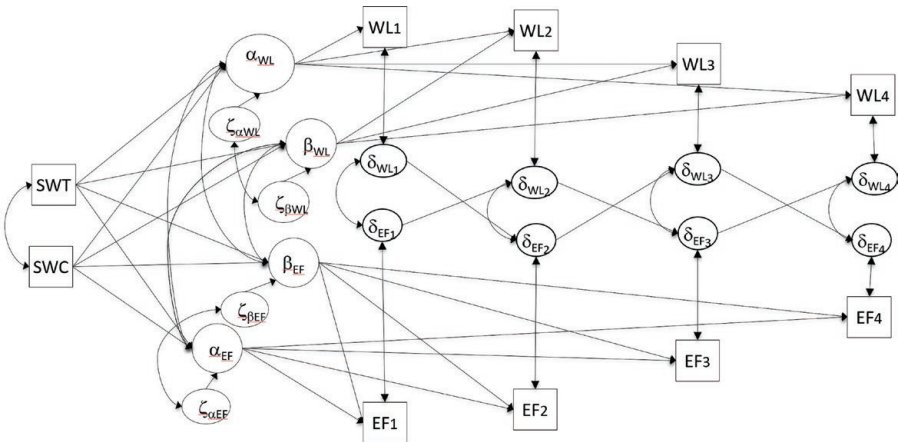 WL1
WL2
α WL
WL3
WL4
ζαWL
βWL
δWL1
δWL2
δWL3
δWL4
SWT
ζβWL
δEF1
δEF2
δEF3
δEF4
SWC
βEF
ζβEF
EF4
αEF
EF3
ζαEF
EF1
EF2